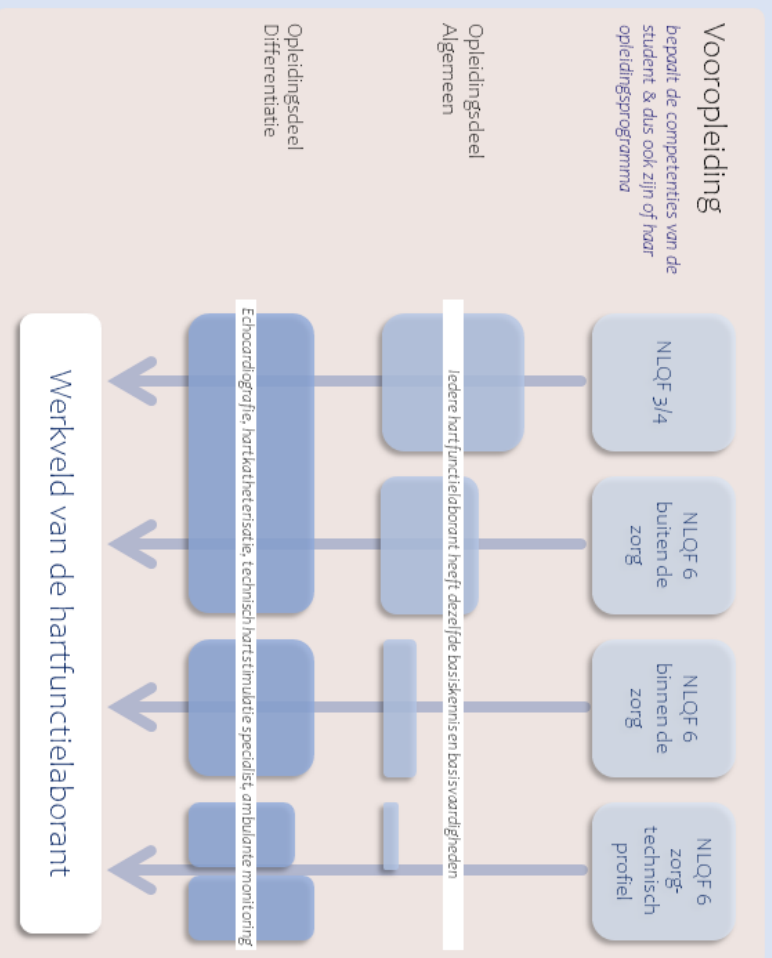 Vooropleiding
bepaalt de competenties van de
student & dus ook zijn of haar
opleidingsprogramma
NLQF 3/4
NLQF 6
buiten de
zorg
NLQF 6
binnen de
zorg
NLQF 6
zorg-
technisch
profiel
Opleidingsdeel
Algemeen
Iedere hartfunctielaborant heeft dezelfde basiskennis en basisvaardigheden
Opleidingsdeel
Differentiatie
Echocardiografie, hartkatheterisatie, technisch hartstimulatie specialist, ambulante monitoring
Werkveld van de hartfunctielaborant